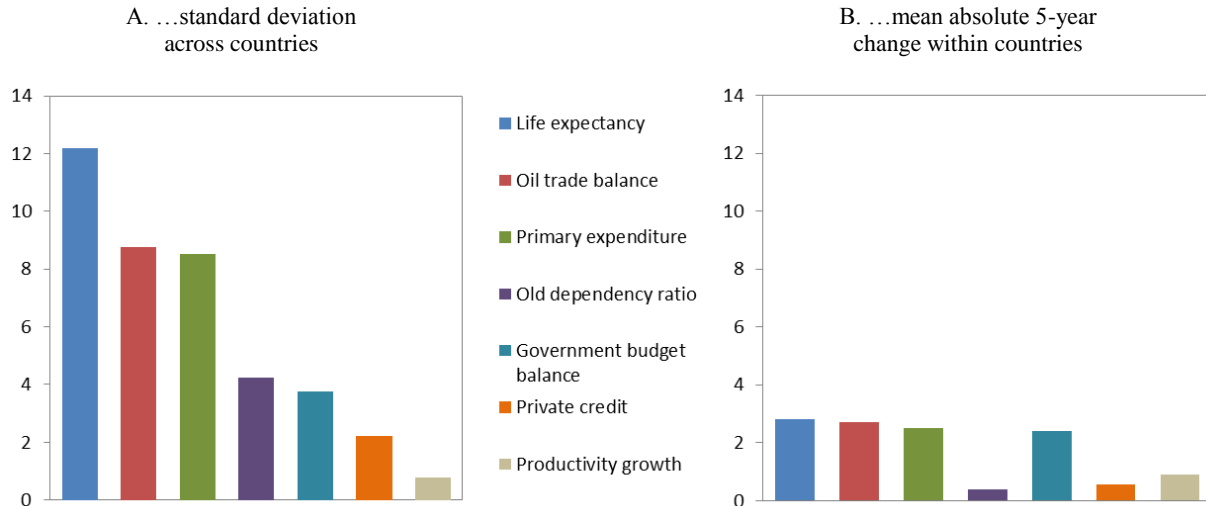 A. …standard deviation
across countries
B. …mean absolute 5-year
change within countries
14
12
10
8
6
4
2
0
Life expectancy
Oil trade balance
Primary expenditure
Old dependency ratio
Government budget
balance
Private credit
Productivity growth
14
12
10
8
6
4
2
0